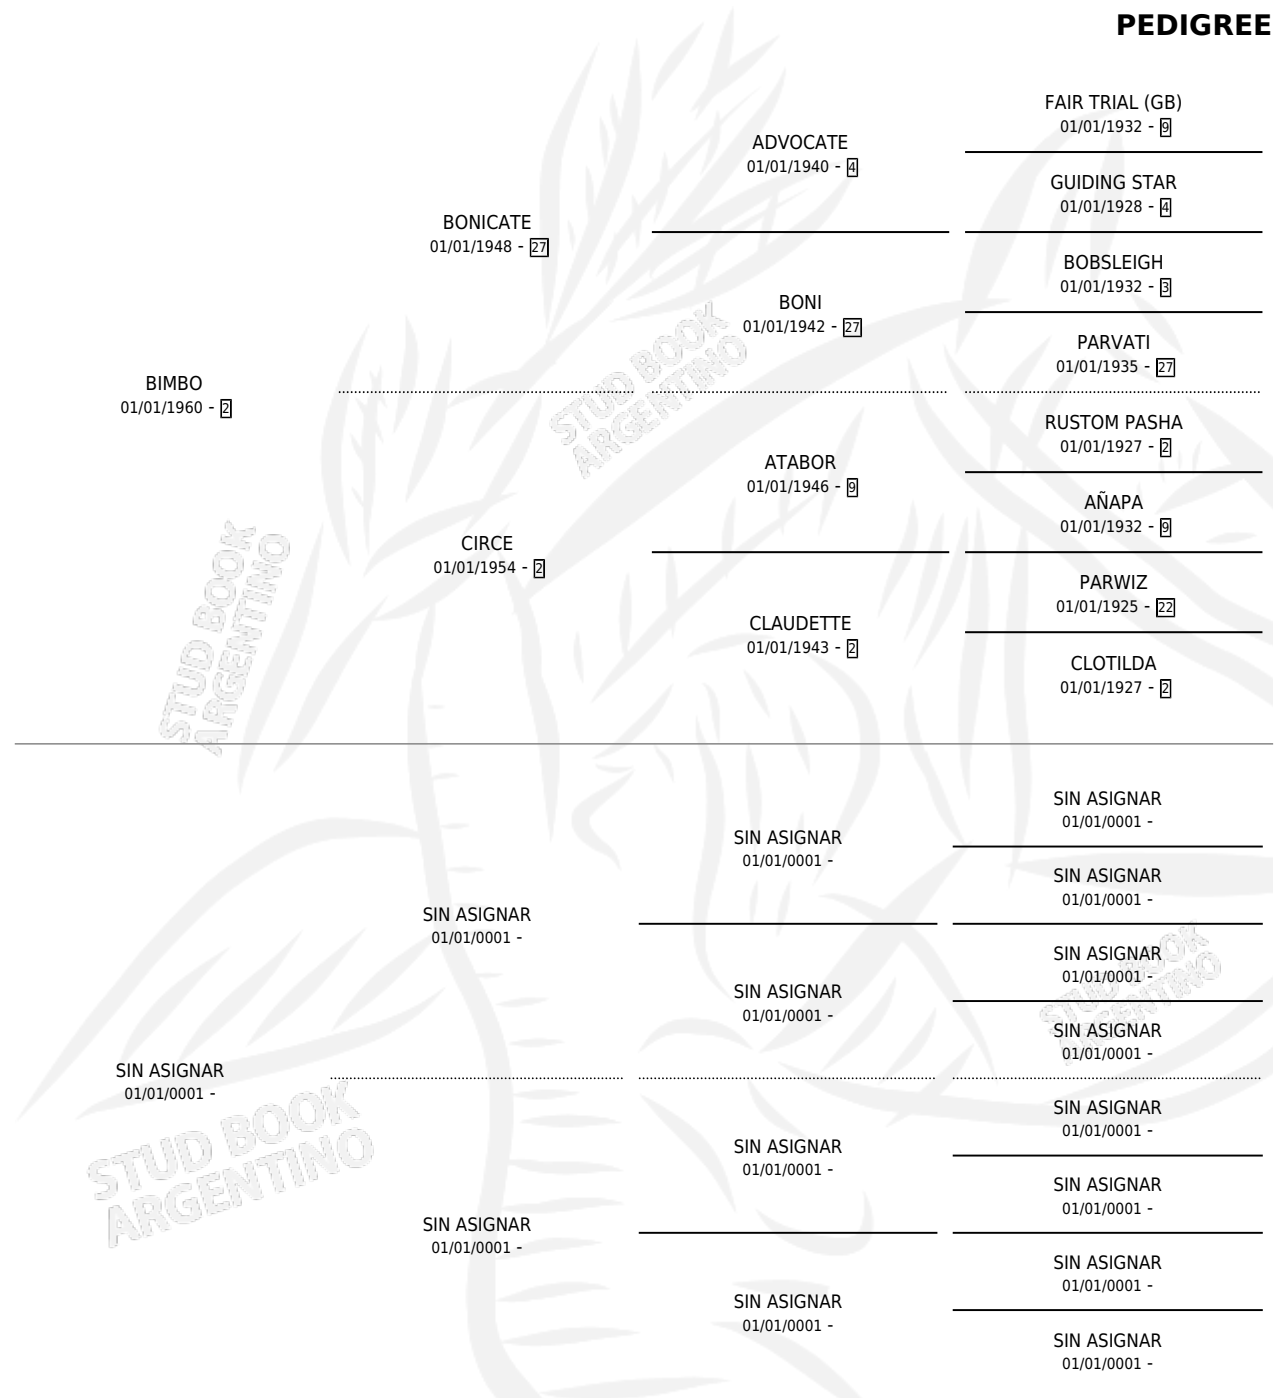 PEDIGREE
FAIR TRIAL (GB)
01/01/1932 - 9
ADVOCATE
01/01/1940 - 4
GUIDING STAR
01/01/1928 - 4
BONICATE
01/01/1948 - 27
BOBSLEIGH
01/01/1932 - 3
BONI
01/01/1942 - 27
PARVATI
01/01/1935 - 27
BIMBO
01/01/1960 - 2
RUSTOM PASHA
01/01/1927 - 2
ATABOR
01/01/1946 - 9
AÑAPA
01/01/1932 - 9
CIRCE
01/01/1954 - 2
PARWIZ
01/01/1925 - 22
CLAUDETTE
01/01/1943 - 2
CLOTILDA
01/01/1927 - 2
STUD BOOK
ARGENTINO
STUD BOOK
ARGENTINO
SIN ASIGNAR
01/01/0001 -
SIN ASIGNAR
01/01/0001 -
SIN ASIGNAR
01/01/0001 -
SIN ASIGNAR
01/01/0001 -
SIN ASIGNAR
01/01/0001 -
SIN ASIGNAR
01/01/0001 -
SIN ASIGNAR
01/01/0001 -
SIN ASIGNAR
01/01/0001 -
SIN ASIGNAR
01/01/0001 -
SIN ASIGNAR
01/01/0001 -
SIN ASIGNAR
01/01/0001 -
SIN ASIGNAR
01/01/0001 -
SIN ASIGNAR
01/01/0001 -
SIN ASIGNAR
01/01/0001 -
SIN ASIGNAR
01/01/0001 -
STUD BOOK
ARGENTINO
STUD BOOK
ARGENTINO